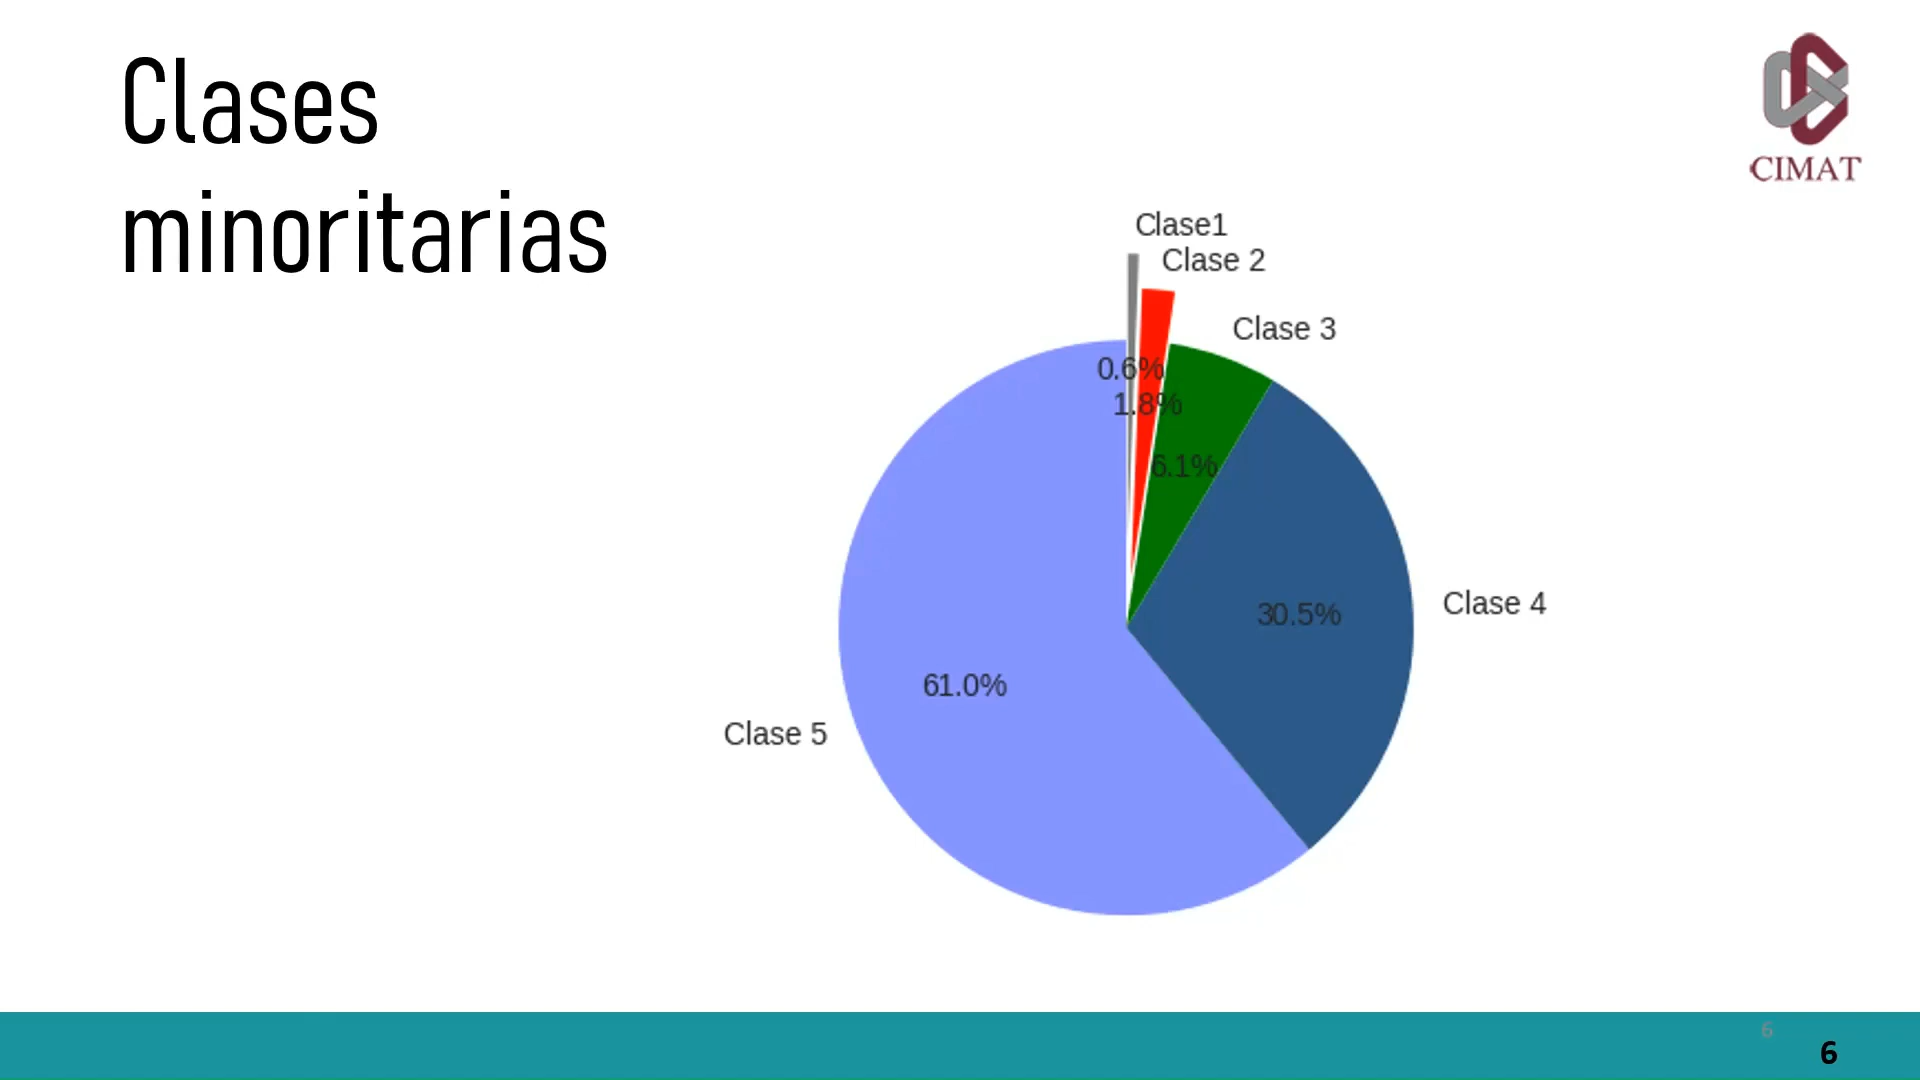 Clases
minoritarias
CIMAT
Clase1
Clase 2
Clase 3
0.6%
1.8%
6.1%
Clase 4
30.5%
61.0%
Clase 5
6
6